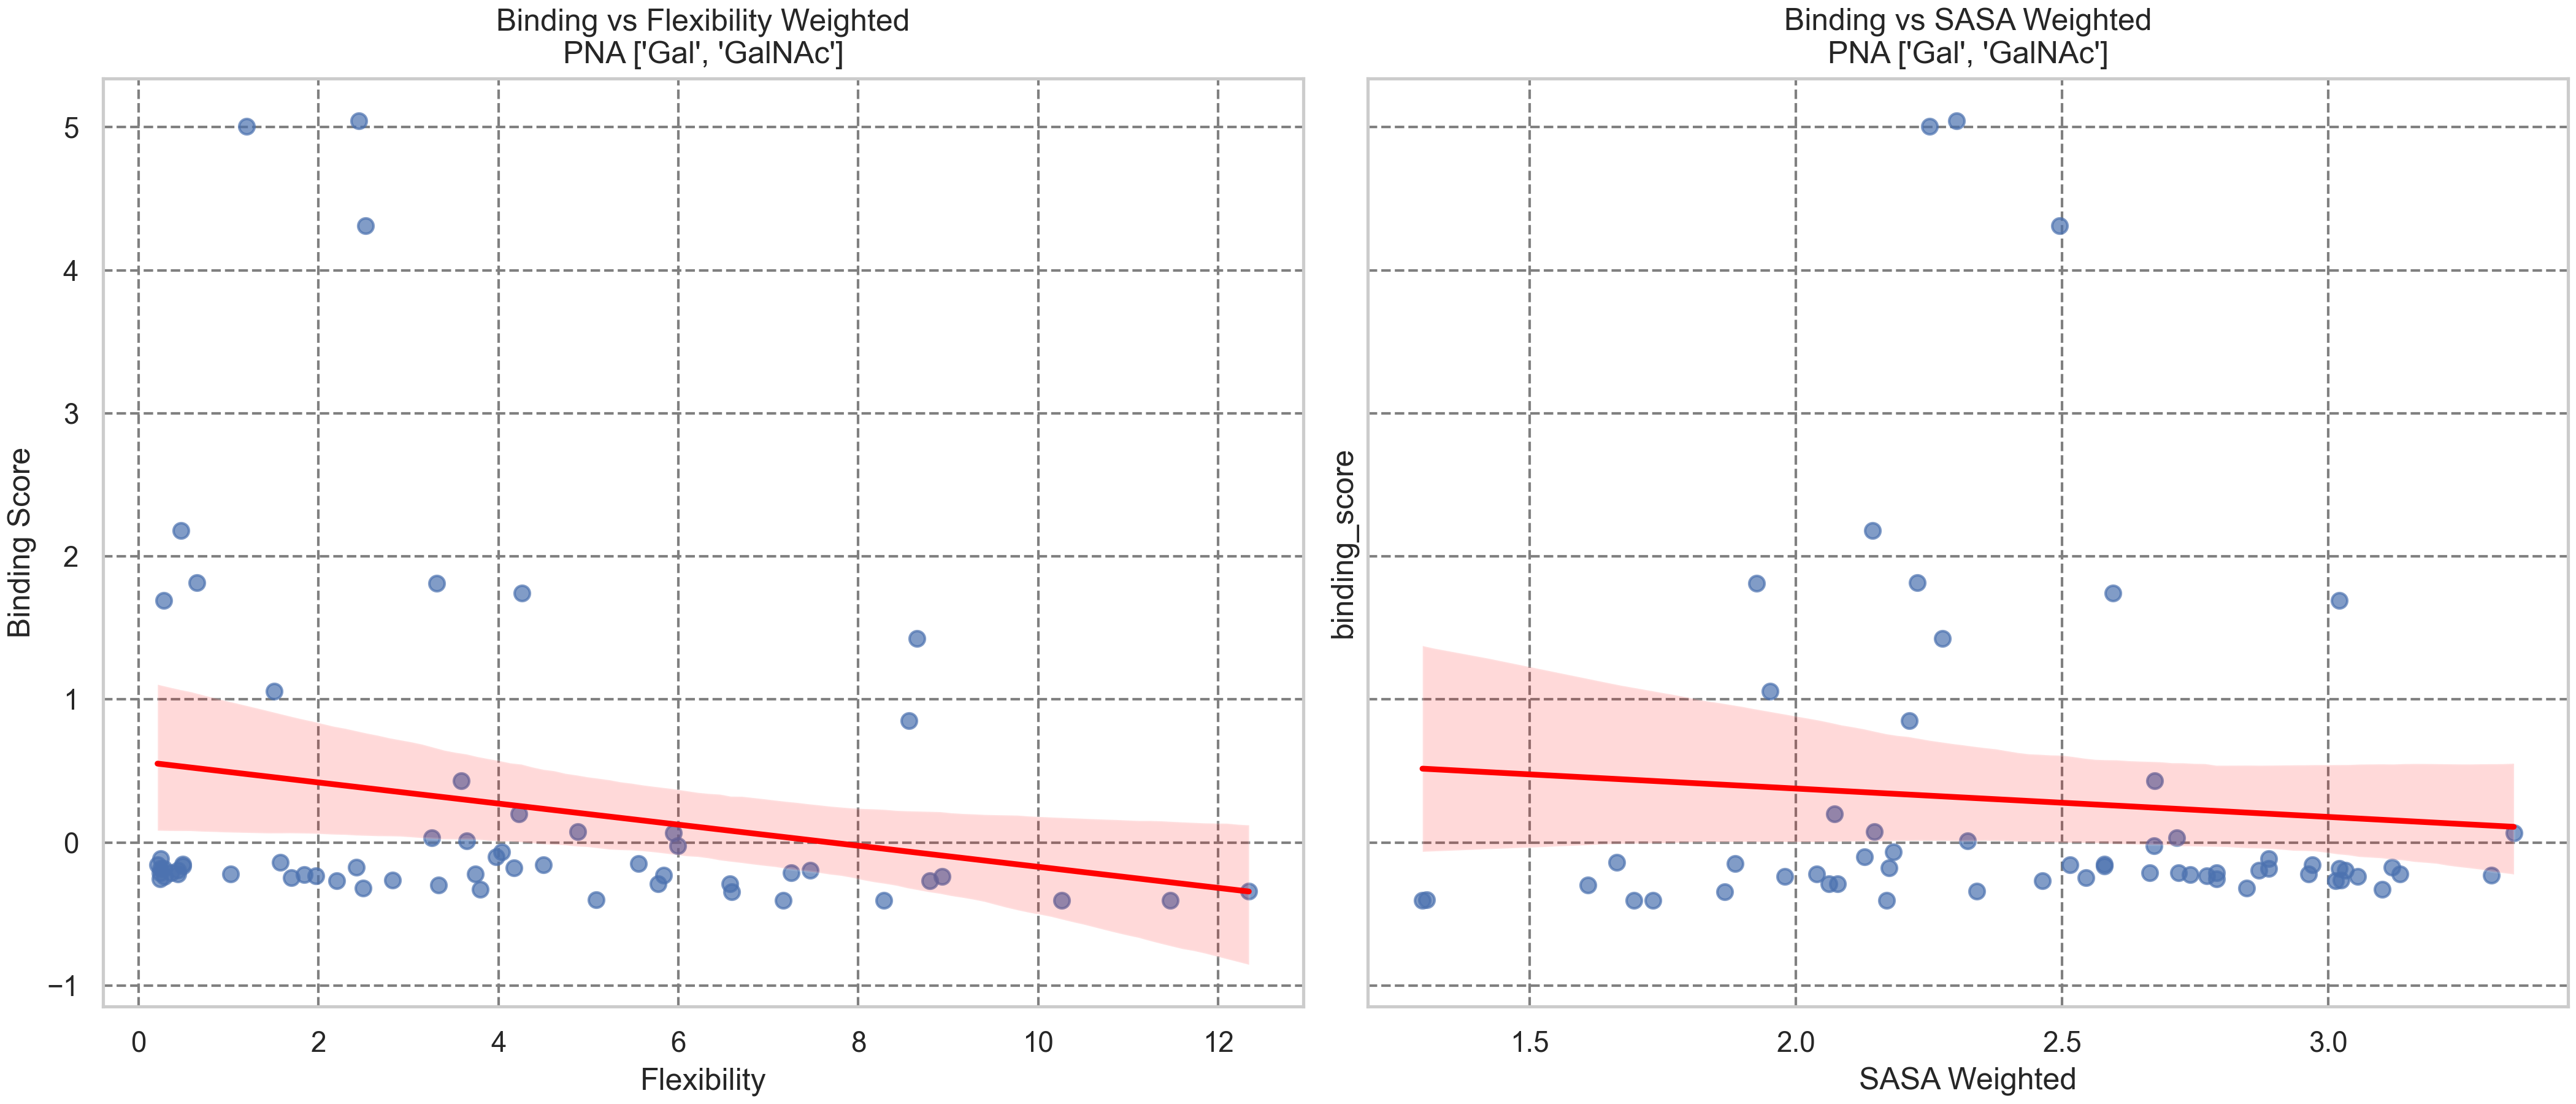 Binding vs Flexibility Weighted
PNA ['Gal', 'GalNAc']
Binding Score
5
4
3
2
1
0
−1
0 2 4 6 8 10 12
Flexibility
Binding vs SASA Weighted
PNA ['Gal', 'GalNAc']
binding_score
1.5 2.0 2.5 3.0
SASA Weighted